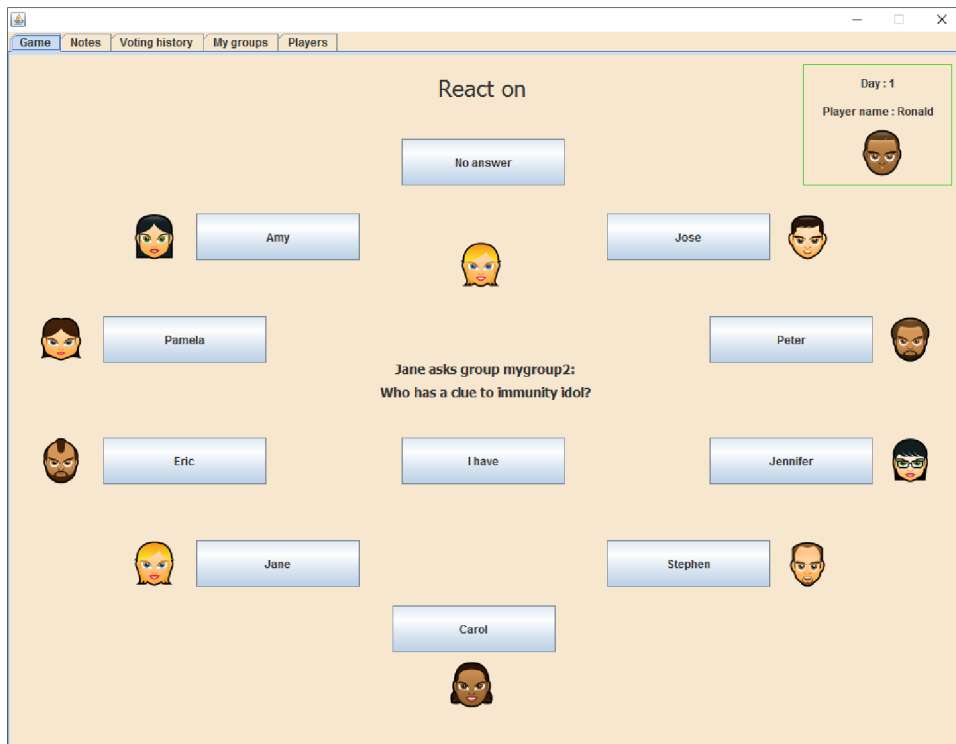 Game Notes Voting history My groups Players
React on
Day : 1
Player name : Ronald
No answer
Amy
Jose
Pamela
Peter
Jane asks group mygroup2:
Who has a clue to immunity idol?
Eric
I have
Jennifer
Jane
Stephen
Carol